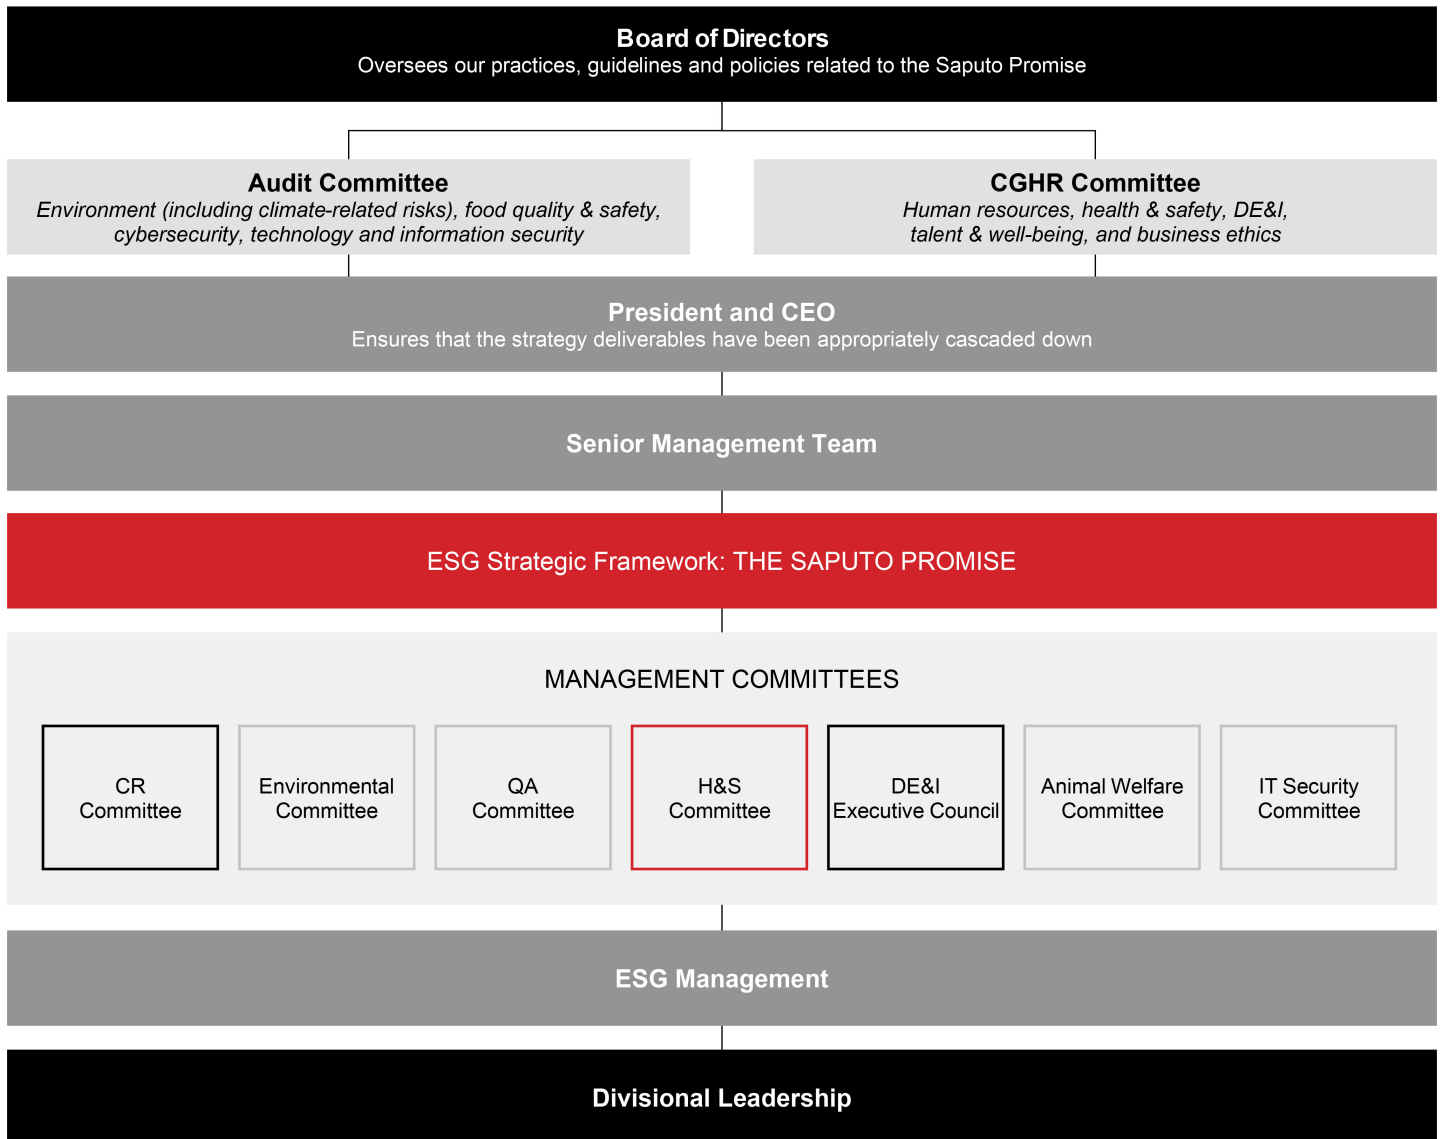 Board of Directors
Oversees our practices, guidelines and policies related to the Saputo Promise
Audit Committee
Environment (including climate-related risks), food quality & safety,
cybersecurity, technology and information security
CGHR Committee
Human resources, health & safety, DE&I,
talent & well-being, and business ethics
President and CEO
Ensures that the strategy deliverables have been appropriately cascaded down
Senior Management Team
ESG Strategic Framework: THE SAPUTO PROMISE
MANAGEMENT COMMITTEES
CR
Committee
Environmental
Committee
QA
Committee
H&S
Committee
DE&I
Executive Council
Animal Welfare
Committee
IT Security
Committee
ESG Management
Divisional Leadership